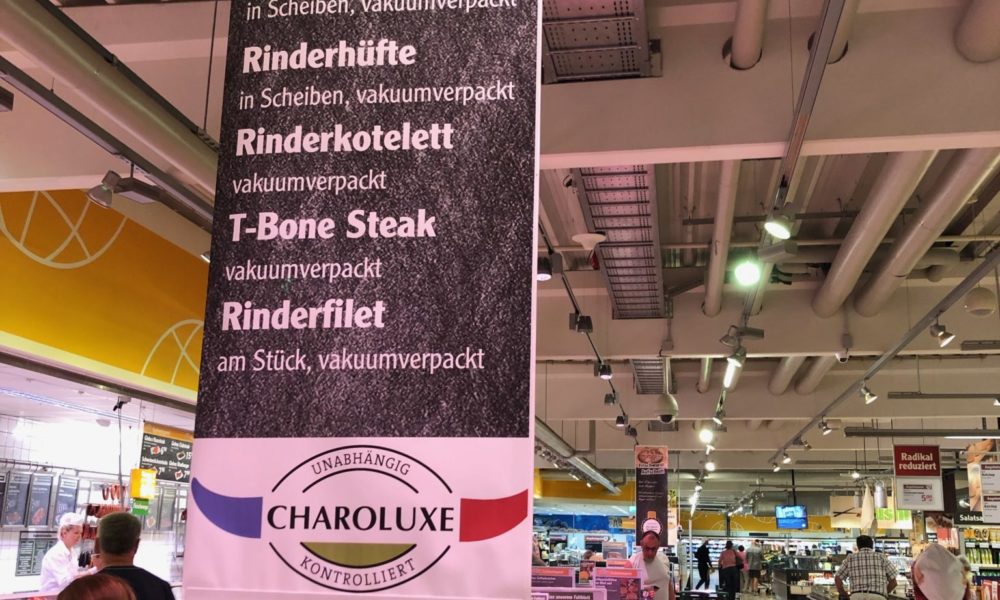 in Scheiben, vakuumverpackt
Rinderhüfte
in Scheiben, vakuumverpackt
Rinderkotelett
vakuumverpackt
T-Bone Steak
vakuumverpackt
Rinderfilet
am Stück, vakuumverpackt
UNABHÄNGIG
CHAROLUXE
KONTROLLIERT
Radikal
reduziert